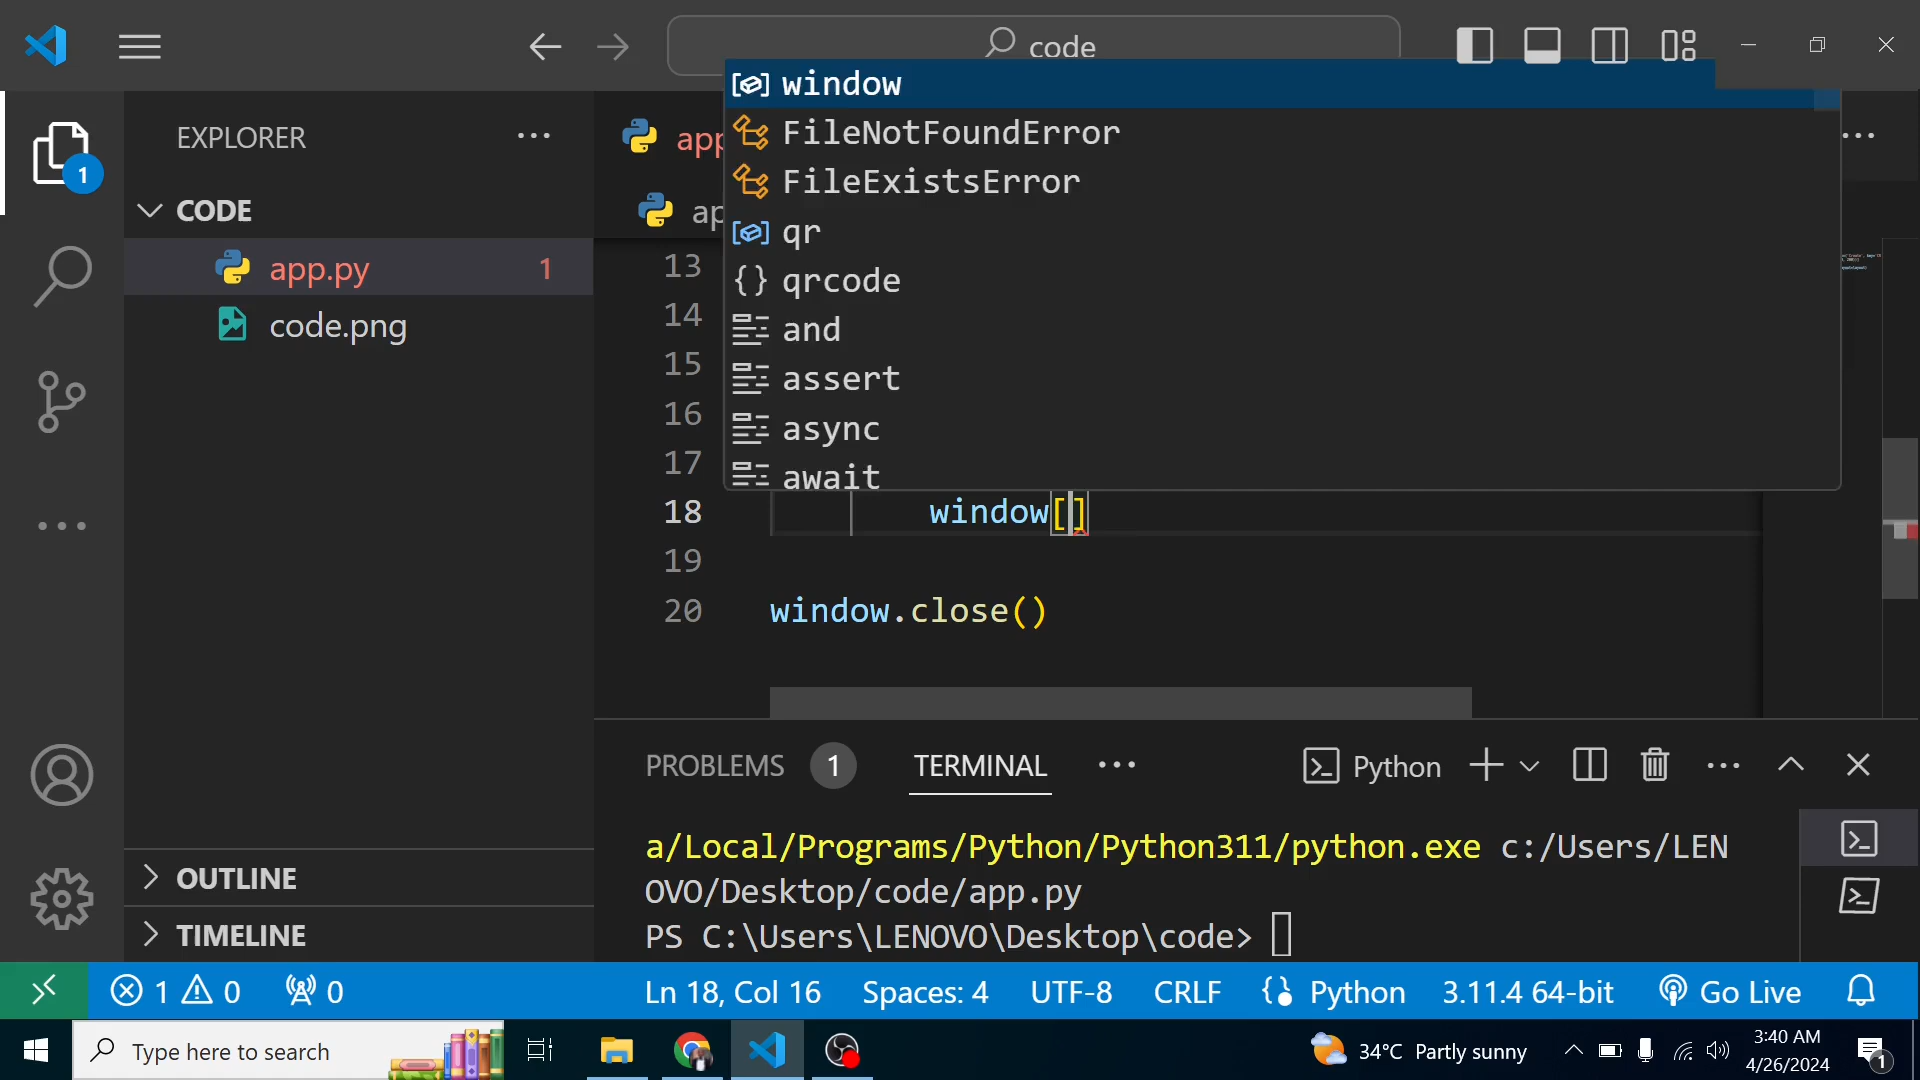 code
EXPLORER
CODE
app.py 1
code.png
OUTLINE
TIMELINE
1
window
FileNotFoundError
FileExistsError
qr
qrcode
and
assert
async
await
13
14
15
16
17
18 window[]
19
20 window.close()
PROBLEMS 1 TERMINAL Python
a/Local/Programs/Python/Python311/python.exe c:/Users/LEN
OVO/Desktop/code/app.py
PS C:\Users\LENOVO\Desktop\code>
1 0 0 Ln 18, Col 16 Spaces: 4 UTF-8 CRLF Python 3.11.4 64-bit Go Live
Type here to search 34°C Partly sunny 3:40 AM
4/26/2024 1